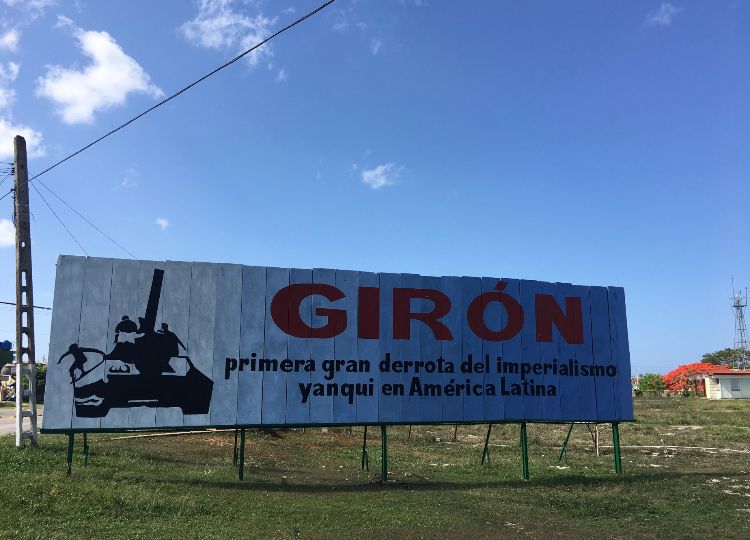 GIRÓN
primera gran derrota del imperialismo
yanqui en América Latina